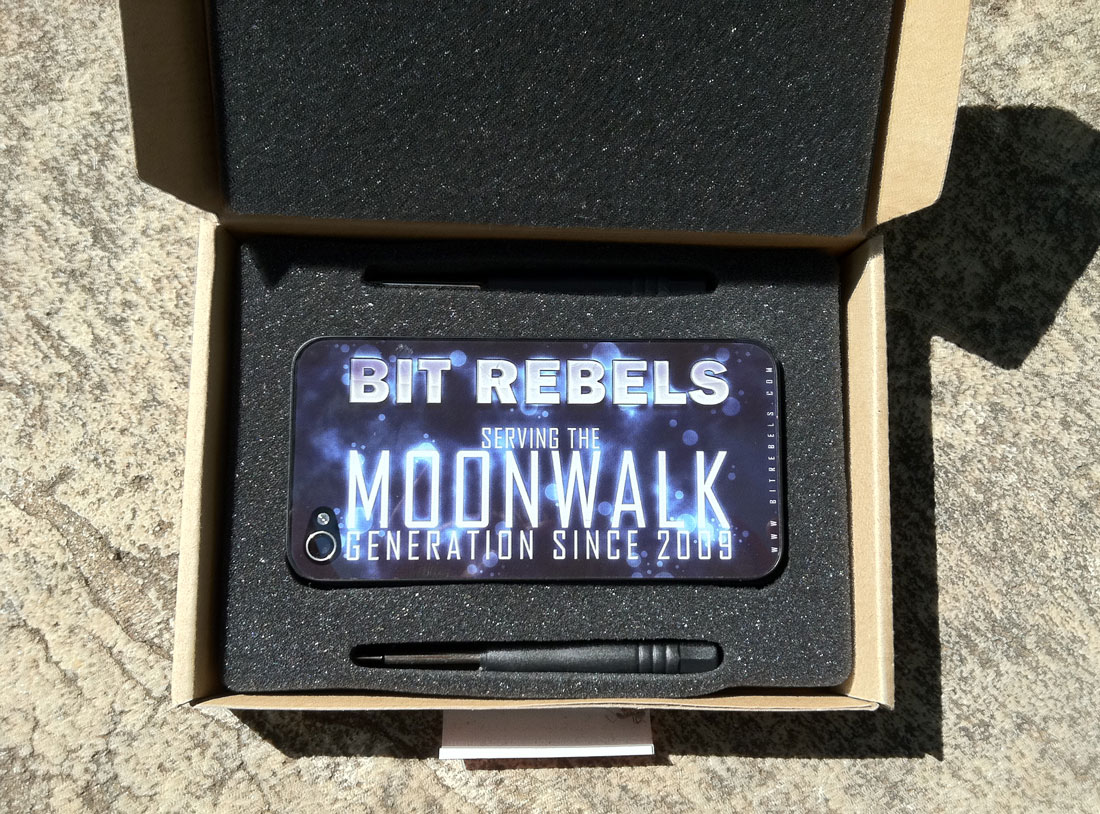 BIT REBELS
SERVING THE
MOONWALK
GENERATION SINCE 2009
WWW.BITREBELS.COM